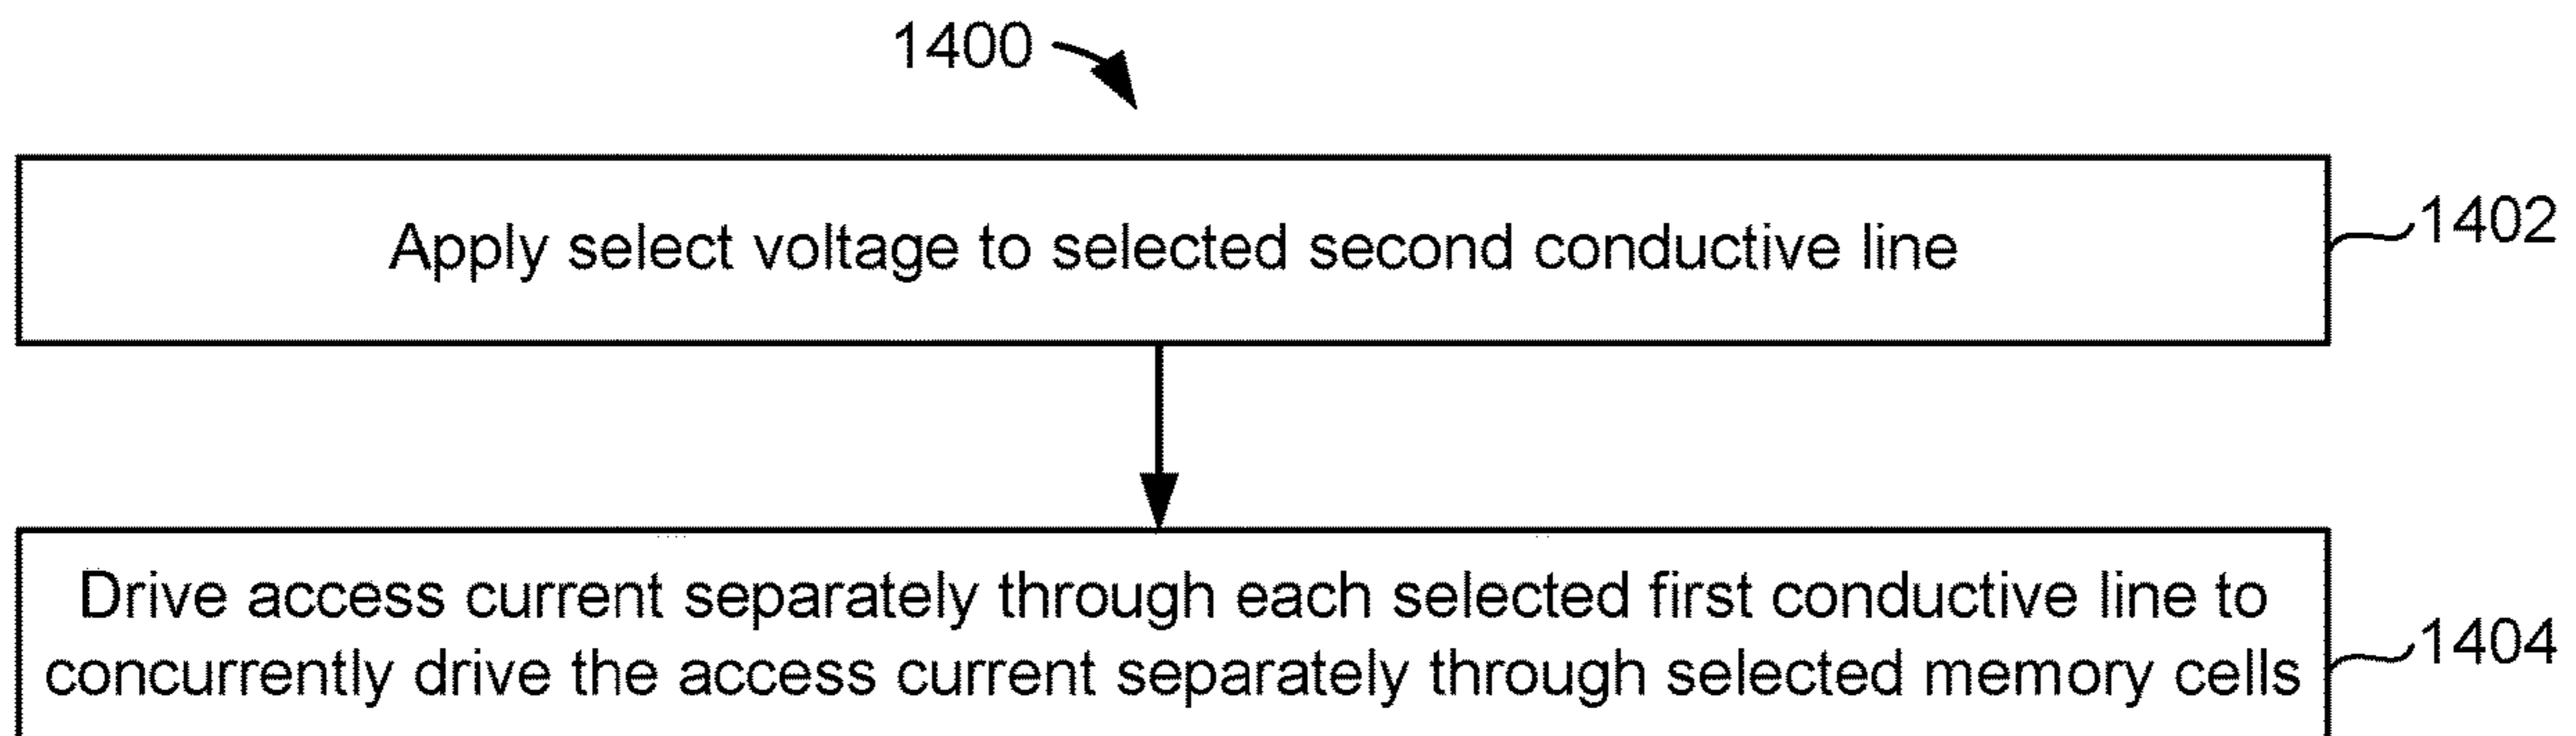 1400
Apply select voltage to selected second conductive line
1402
Drive access current separately through each selected first conductive line to
concurrently drive the access current separately through selected memory cells
1404